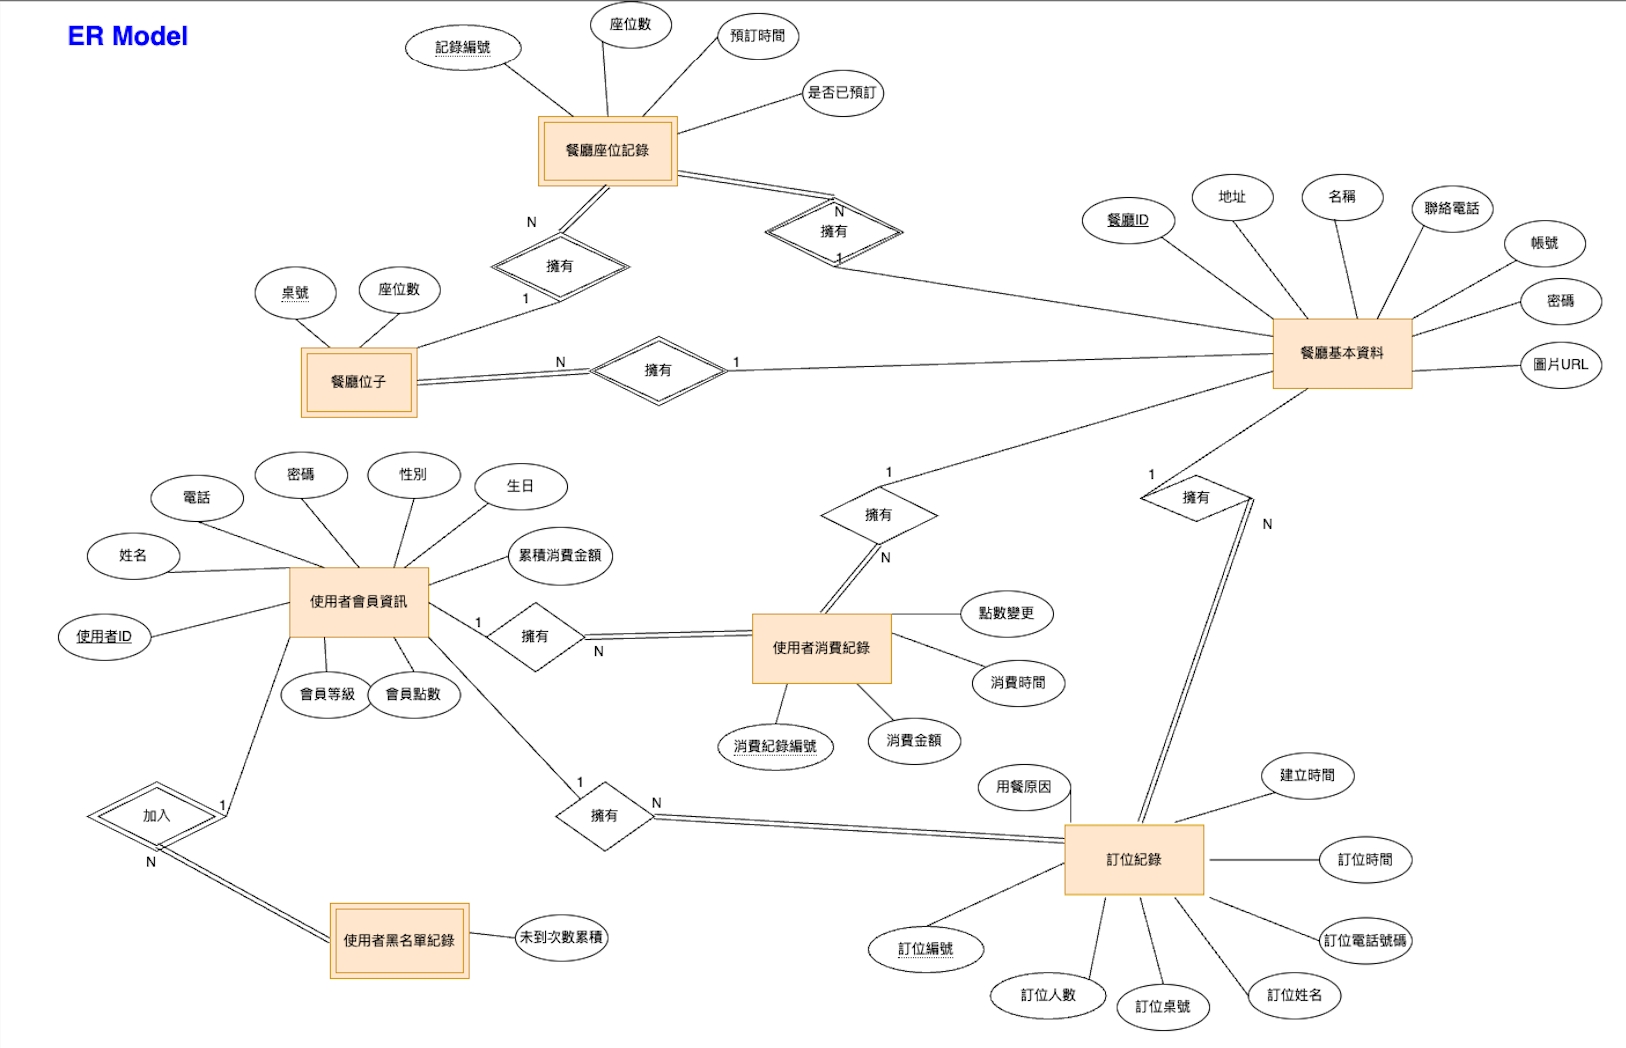 ER Model
記錄編號
座位數
預訂時間
是否已預訂
餐廳座位記錄
N
擁有
1
N
擁有
1
桌號
座位數
餐廳位子
N
擁有
1
餐廳ID
地址
名稱
聯絡電話
帳號
密碼
圖片URL
餐廳基本資料
1
擁有
N
1
擁有
N
使用者ID
姓名
電話
密碼
性別
生日
累積消費金額
使用者會員資訊
會員等級
會員點數
1
擁有
N
使用者消費紀錄
點數變更
消費時間
消費金額
消費紀錄編號
加入
1
N
使用者黑名單紀錄
未到次數累積
1
擁有
N
用餐原因
建立時間
訂位紀錄
訂位時間
訂位電話號碼
訂位姓名
訂位桌號
訂位人數
訂位編號